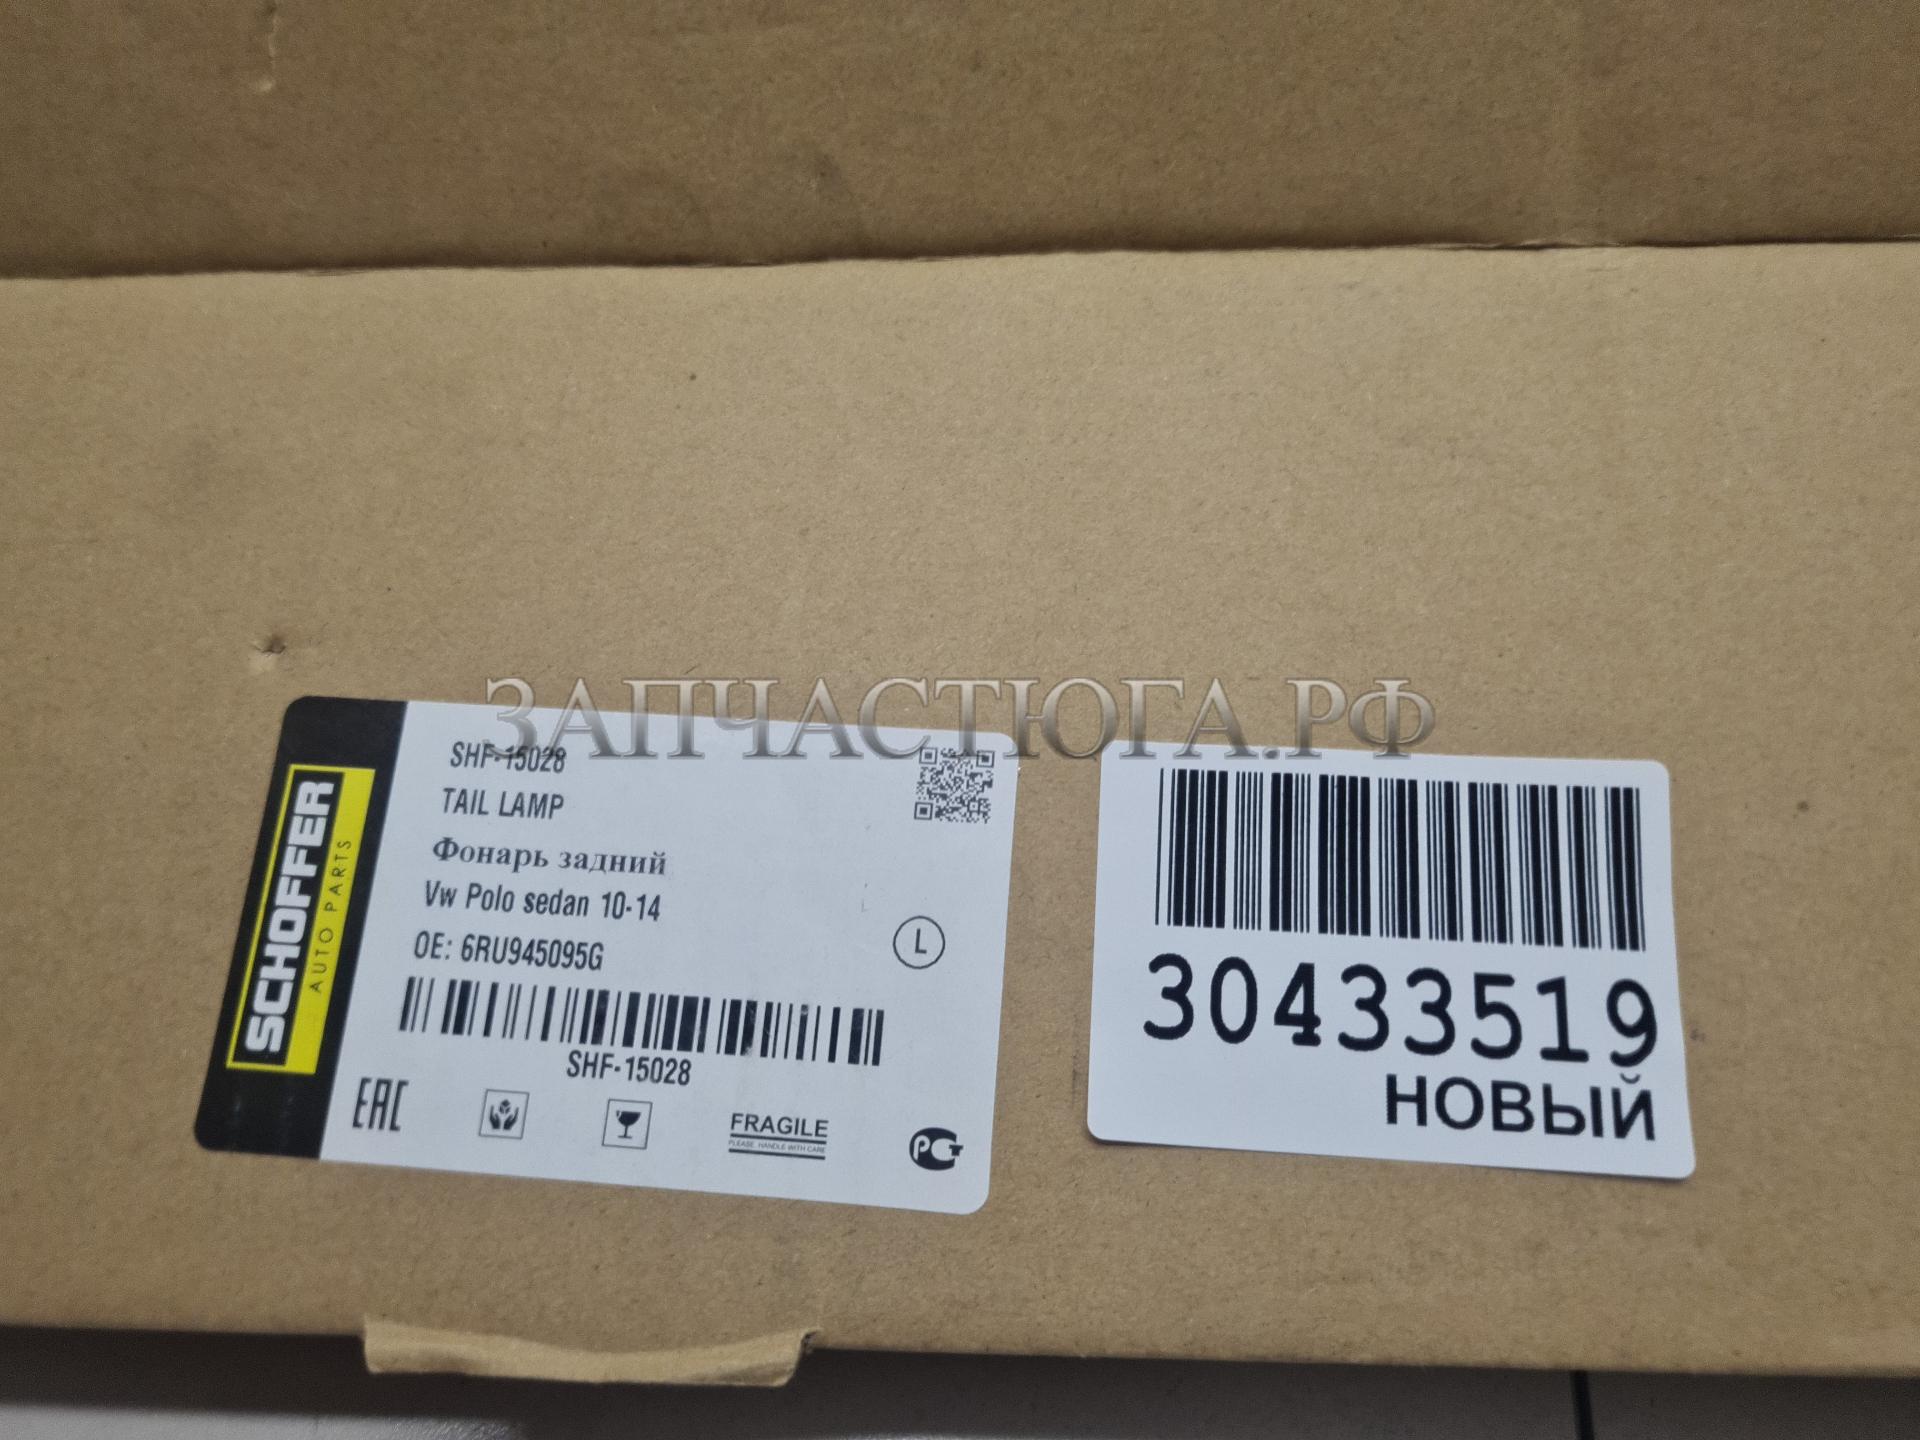 ЗАПЧАСТЮГА.РФ
SCHOFFER
AUTO PARTS
SHF-15028
TAIL LAMP
Фонарь задний
Vw Polo sedan 10-14
OE: 6RU945095G
L
SHF-15028
EAC
FRAGILE
PLEASE HANDLE WITH CARE
РСТ
30433519
НОВЫЙ